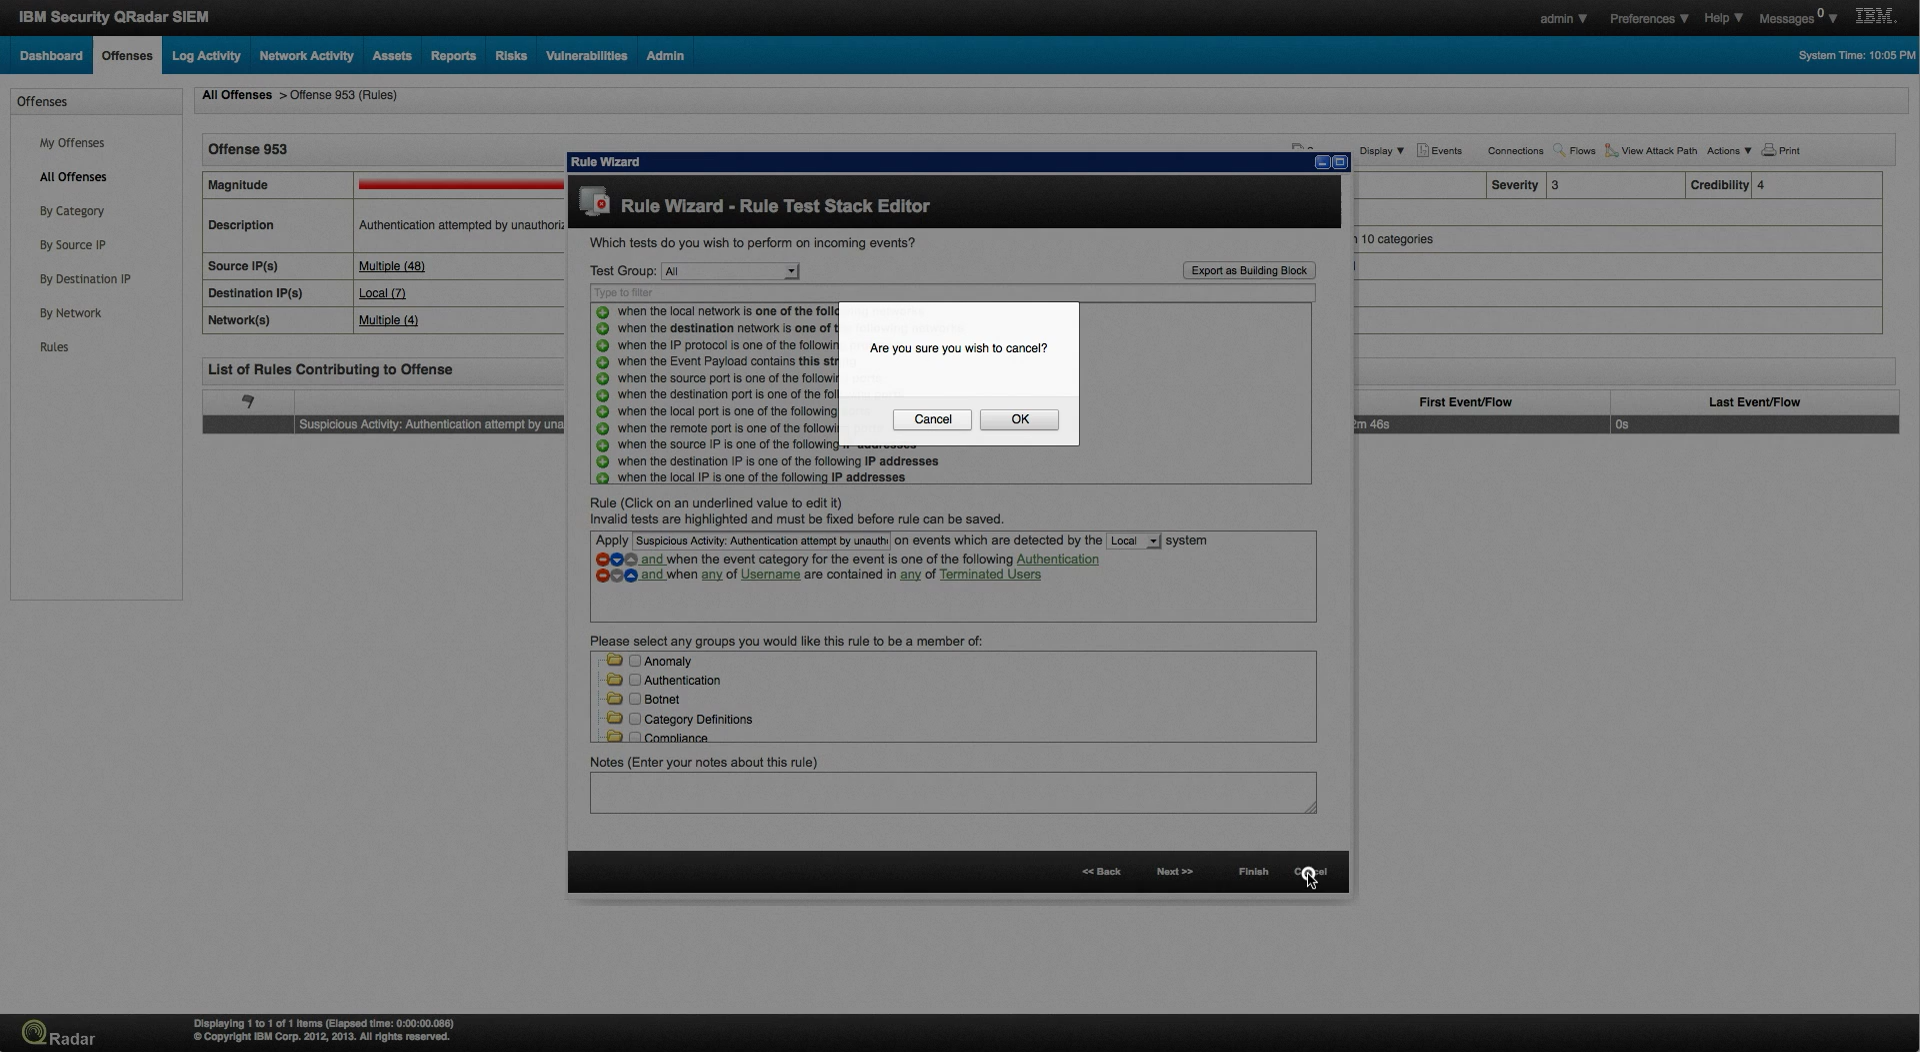 IBM Security QRadar SIEM
admin ▼ Preferences ▼ Help ▼ Messages 0 ▼ IBM.
Dashboard Offenses Log Activity Network Activity Assets Reports Risks Vulnerabilities Admin System Time: 10:05 PM
Offenses
My Offenses
All Offenses
By Category
By Source IP
By Destination IP
By Network
Rules
All Offenses > Offense 953 (Rules)
Offense 953
Display ▼ Events Connections Flows View Attack Path Actions ▼ Print
Magnitude
Severity 3 Credibility 4
Description Authentication attempted by unauthoriz
10 categories
Source IP(s) Multiple (48)
Destination IP(s) Local (7)
Network(s) Multiple (4)
List of Rules Contributing to Offense
First Event/Flow Last Event/Flow
Suspicious Activity: Authentication attempt by una
2m 46s 0s
Rule Wizard
Rule Wizard - Rule Test Stack Editor
Which tests do you wish to perform on incoming events?
Test Group: All Export as Building Block
Type to filter
when the local network is one of the following networks
when the destination network is one of the following networks
when the IP protocol is one of the following
when the Event Payload contains this string
when the source port is one of the following ports
when the destination port is one of the following
when the local port is one of the following
when the remote port is one of the following ports
when the source IP is one of the following IP addresses
when the destination IP is one of the following IP addresses
when the local IP is one of the following IP addresses
Are you sure you wish to cancel?
Cancel OK
Rule (Click on an underlined value to edit it)
Invalid tests are highlighted and must be fixed before rule can be saved.
Apply Suspicious Activity: Authentication attempt by unauth on events which are detected by the Local system
and when the event category for the event is one of the following Authentication
and when any of Username are contained in any of Terminated Users
Please select any groups you would like this rule to be a member of:
Anomaly
Authentication
Botnet
Category Definitions
Compliance
Notes (Enter your notes about this rule)
<< Back Next >> Finish Cancel
QRadar
Displaying 1 to 1 of 1 items (Elapsed time: 0:00:00.086)
© Copyright IBM Corp. 2012, 2013. All rights reserved.